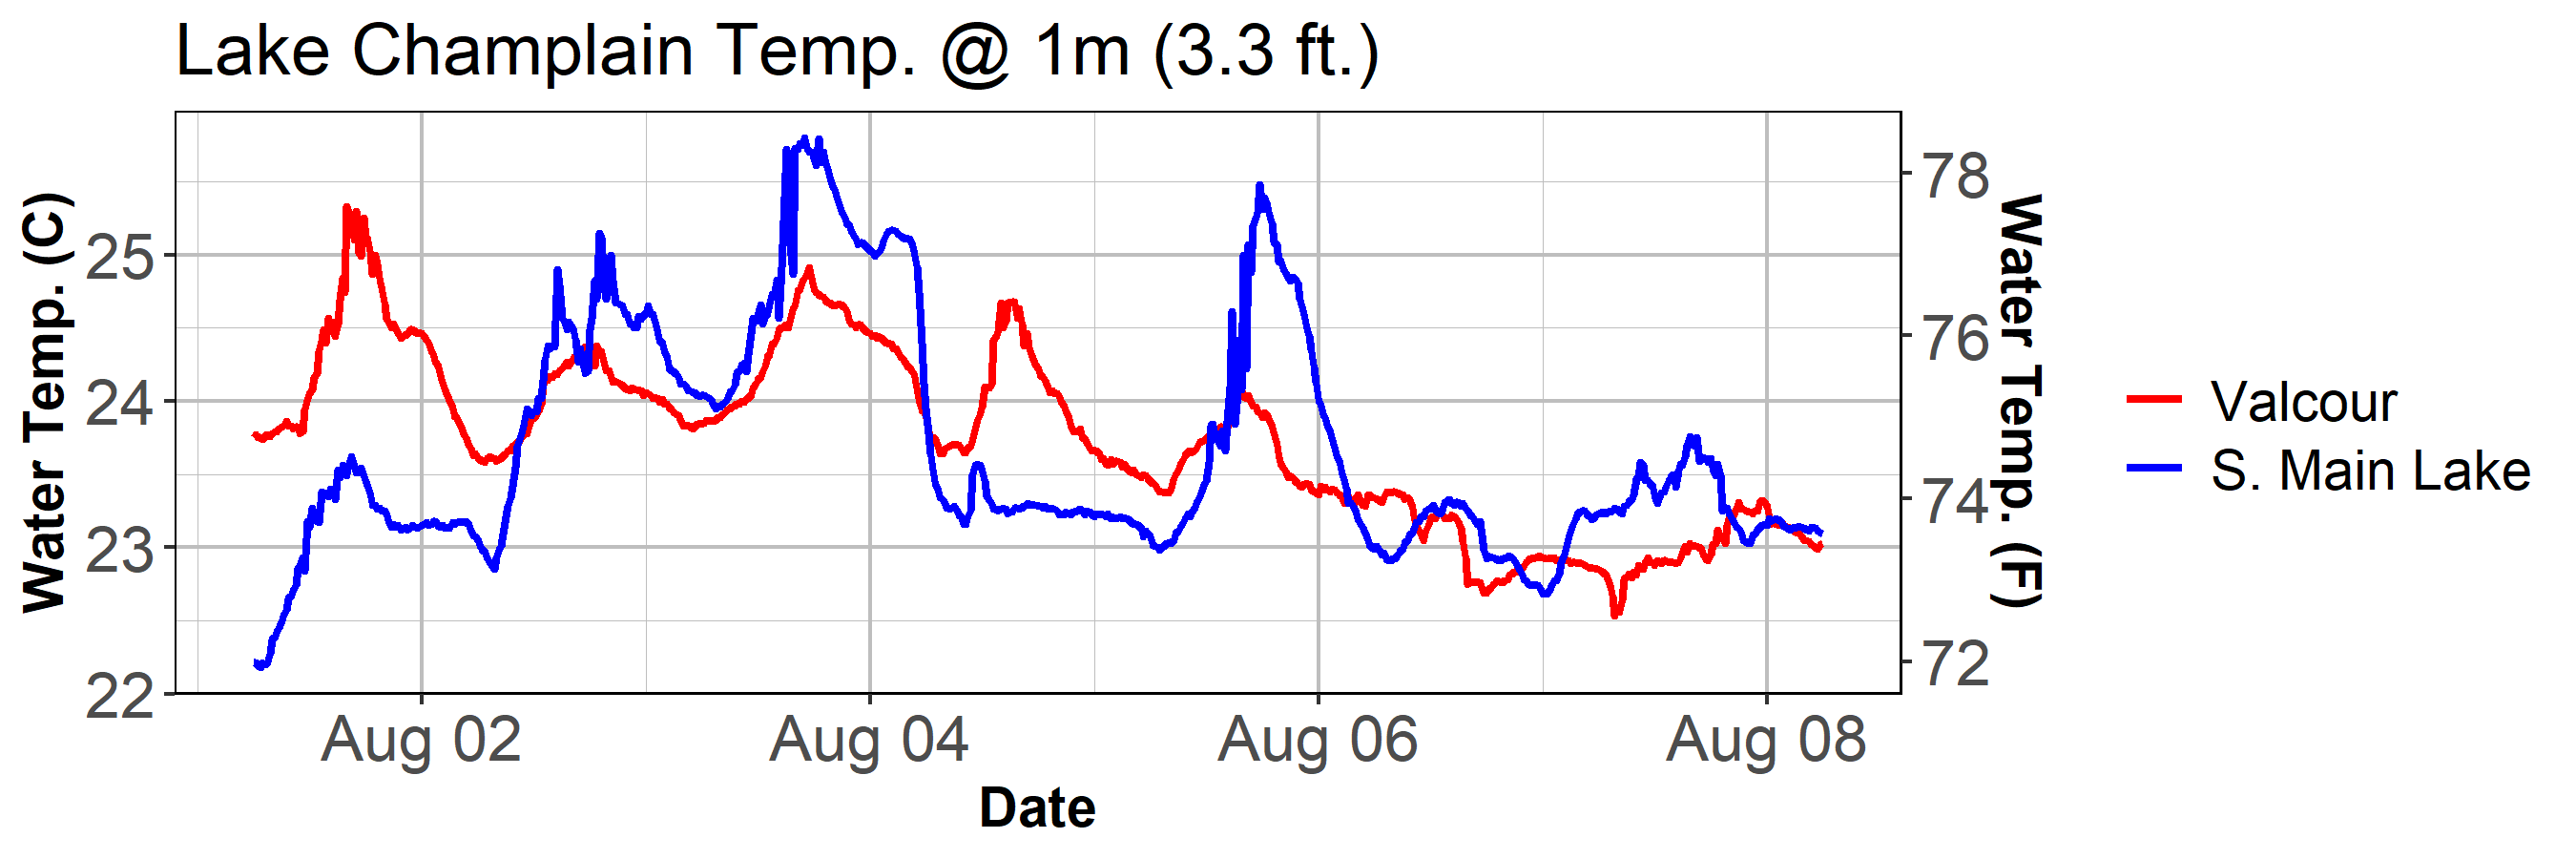 Lake Champlain Temp. @ 1m (3.3 ft.)
Water Temp. (C)
25
24
23
22
78
76
74
72
Water Temp. (F)
Aug 02
Aug 04
Aug 06
Aug 08
Date
Valcour
S. Main Lake